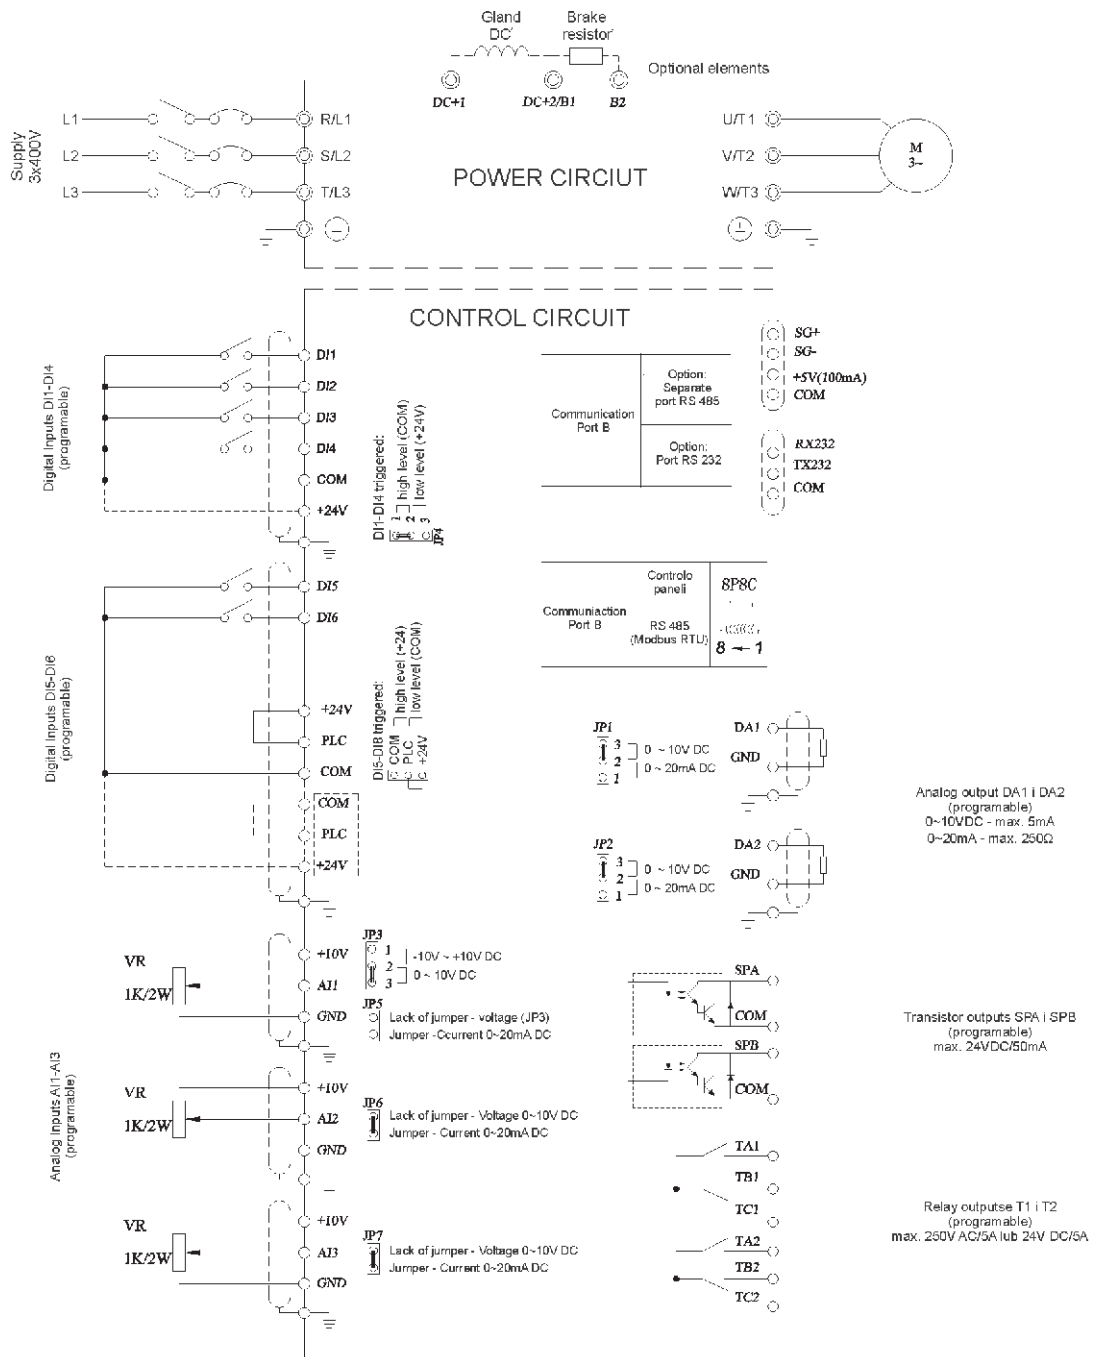 Gland
DC'
Brake
resistor'
Optional elements
DC+1
DC+2/B1
B2
Supply
3x400V
L1
R/L1
L2
S/L2
L3
T/L3
POWER CIRCIUT
U/T1
V/T2
W/T3
M
3~
CONTROL CIRCUIT
Digital Inputs DI1-DI4
(programable)
DI1
DI2
DI3
DI4
COM
+24V
DI1-DI4 triggered:
1
2
3
high level (COM)
low level (+24V)
JP4
Communication
Port B
Option:
Separate
port RS 485
Option:
Port RS 232
SG+
SG-
+5V(100mA)
COM
RX232
TX232
COM
Digital Inputs DI5-DI6
(programable)
DI5
DI6
+24V
PLC
COM
COM
PLC
+24V
DI5-DI8 triggered:
COM
PLC
+24V
high level (+24)
low level (COM)
Communiaction
Port B
Controlo
paneli
RS 485
(Modbus RTU)
8P8C
8 ← 1
JP1
3
2
1
0 ~ 10V DC
0 ~ 20mA DC
DA1
GND
JP2
3
2
1
0 ~ 10V DC
0 ~ 20mA DC
DA2
GND
Analog output DA1 i DA2
(programable)
0~10VDC - max. 5mA
0~20mA - max. 250Ω
Analog Inputs AI1-AI3
(programable)
VR
1K/2W
+10V
AI1
GND
JP3
1
2
3
-10V ~ +10V DC
0 ~ 10V DC
JP5
Lack of jumper - voltage (JP3)
Jumper -Ccurrent 0~20mA DC
VR
1K/2W
+10V
AI2
GND
JP6
Lack of jumper - Voltage 0~10V DC
Jumper - Current 0~20mA DC
VR
1K/2W
+10V
AI3
GND
JP7
Lack of jumper - Voltage 0~10V DC
Jumper - Current 0~20mA DC
SPA
COM
SPB
COM
Transistor outputs SPA i SPB
(programable)
max. 24VDC/50mA
TA1
TB1
TC1
TA2
TB2
TC2
Relay outputse T1 i T2
(programable)
max. 250V AC/5A lub 24V DC/5A